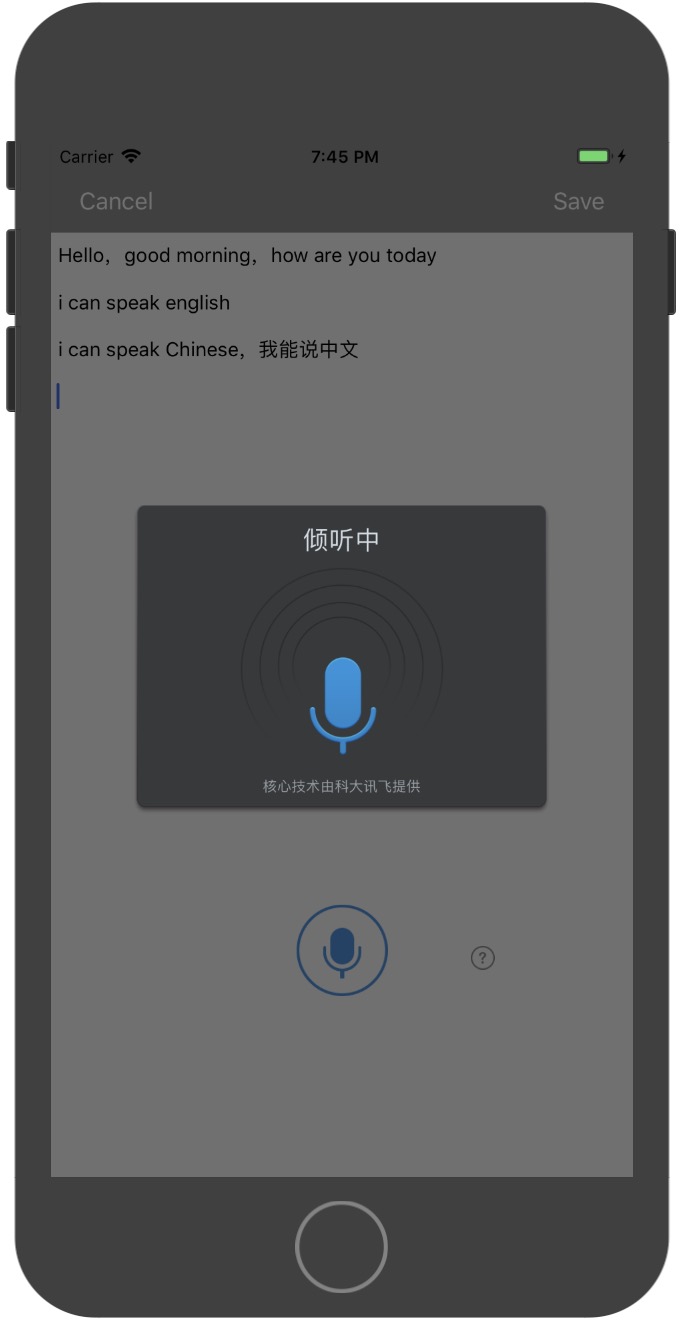 Carrier 7:45 PM
Cancel Save
Hello，good morning，how are you today
i can speak english
i can speak Chinese，我能说中文
倾听中
核心技术由科大讯飞提供
?